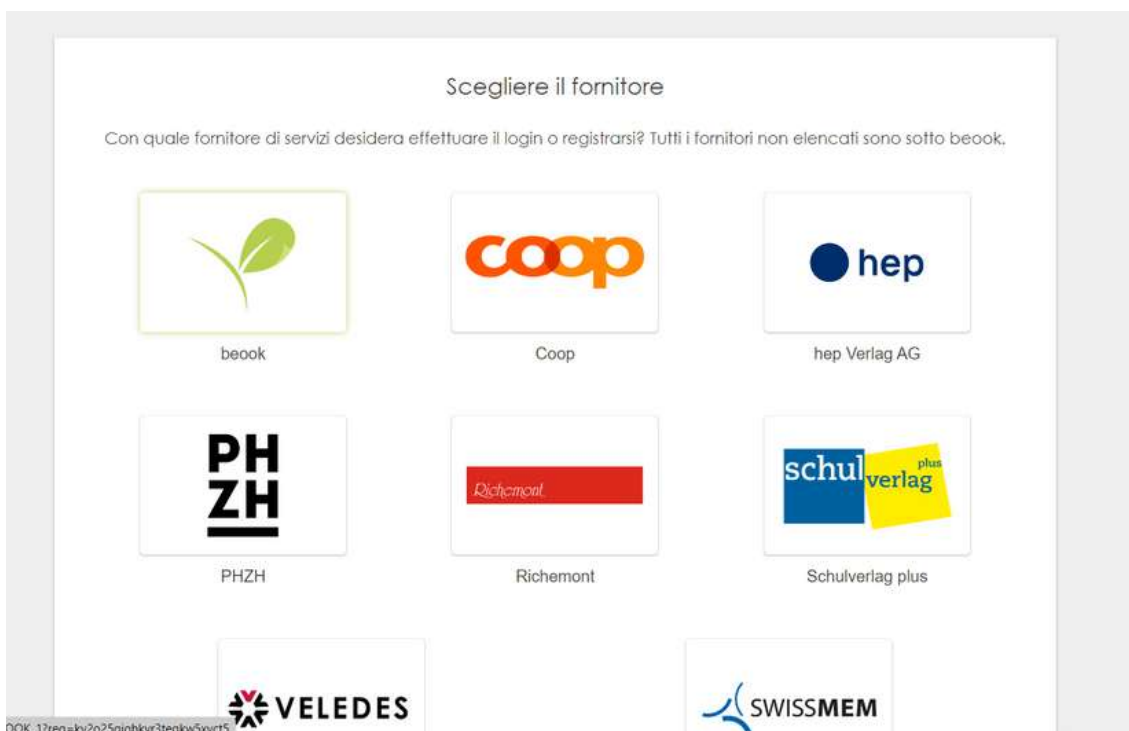 Scegliere il fornitore
Con quale fornitore di servizi desidera effettuare il login o registrarsi? Tutti i fornitori non elencati sono sotto beook.
coop
hep
beook
Coop
hep Verlag AG
PH
ZH
Richemont
schul
verlag
plus
PHZH
Richemont
Schulverlag plus
VELEDES
SWISSMEM